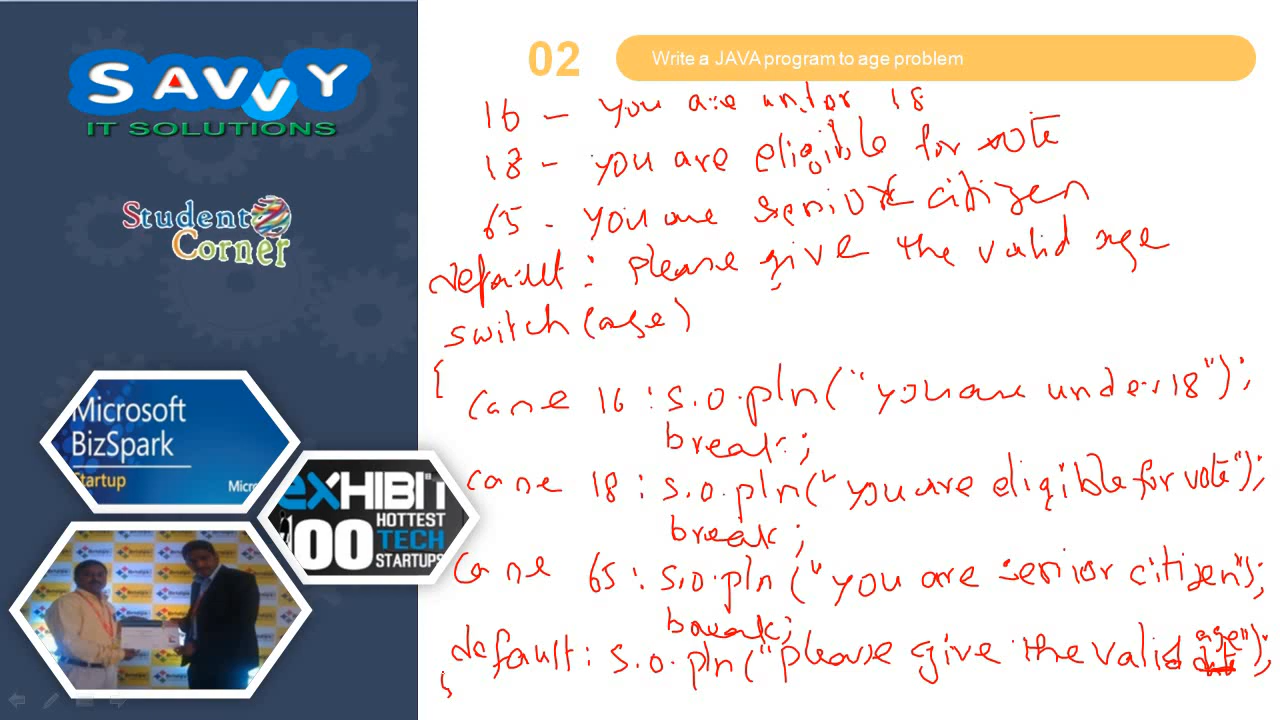 SAVVY
IT SOLUTIONS
Student
Corner
Microsoft
BizSpark
Startup
Micros
eXHIBIT
100
HOTTEST
TECH
STARTUPS
02
Write a JAVA program to age problem
16 - you are under 18
18 - you are eligible for vote
65 - you are senior citizen
default: please give the valid age
switch (age)
{
case 16 : s.o.pln("you are under 18");
break;
case 18 : s.o.pln("you are eligible for vote");
break;
case 65 : s.o.pln("you are senior citizen");
break;
default: s.o.pln("please give the valid age");
}